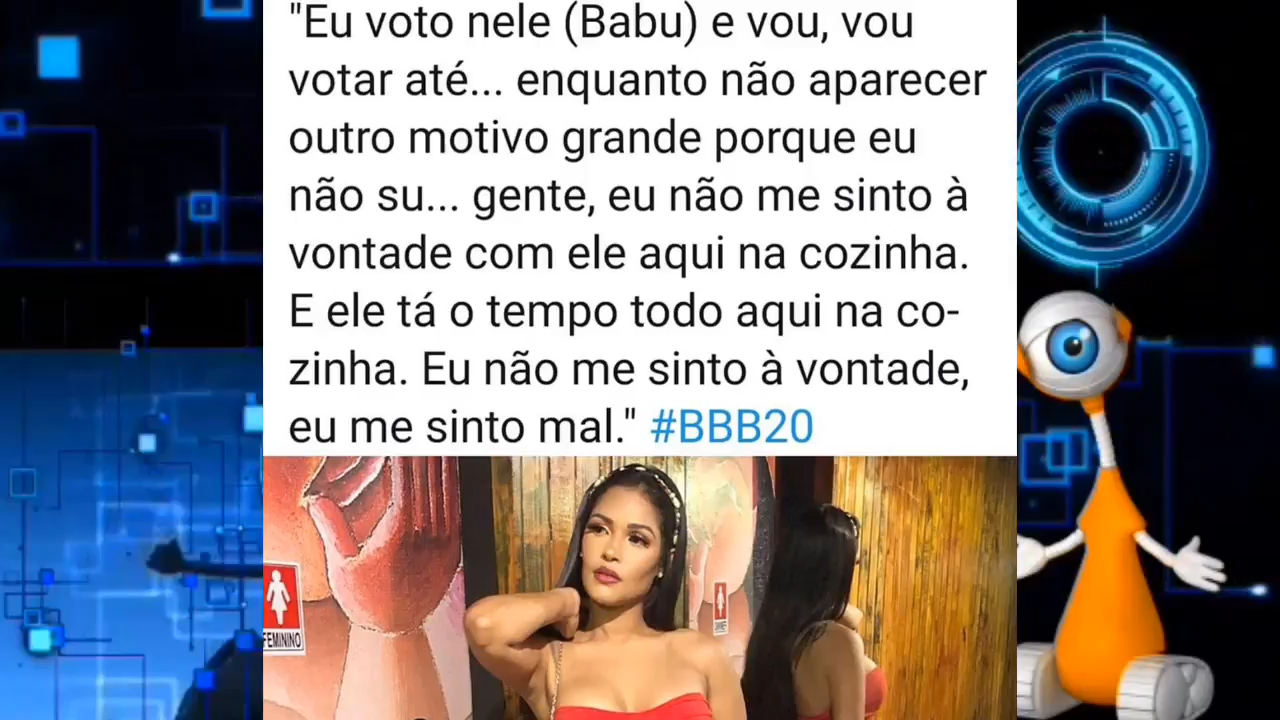 "Eu voto nele (Babu) e vou, vou
votar até... enquanto não aparecer
outro motivo grande porque eu
não su... gente, eu não me sinto à
vontade com ele aqui na cozinha.
E ele tá o tempo todo aqui na co-
zinha. Eu não me sinto à vontade,
eu me sinto mal." #BBB20
FEMININO